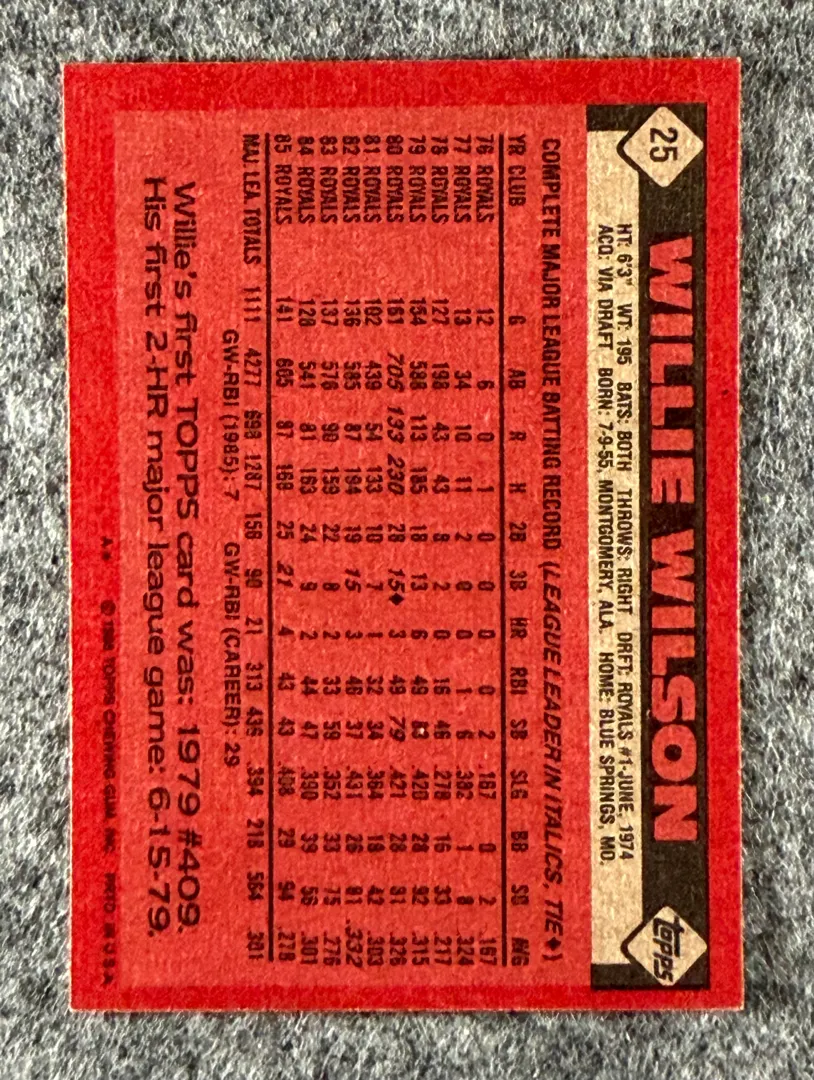 25
WILLIE WILSON
topps
HT: 6'3" WT: 195 BATS: BOTH THROWS: RIGHT DRFT: ROYALS #1-JUNE, 1974
ACQ: VIA DRAFT BORN: 7-9-55, MONTGOMERY, ALA. HOME: BLUE SPRINGS, MO.
COMPLETE MAJOR LEAGUE BATTING RECORD (LEAGUE LEADER IN ITALICS, TIE♦)
YR CLUB G AB R H 2B 3B HR RBI SB SLG BB SO AVG
76 ROYALS 12 6 0 1 0 0 0 0 2 .167 0 2 .167
77 ROYALS 13 34 10 11 2 0 0 1 6 .382 1 8 .324
78 ROYALS 127 198 43 43 8 2 0 16 46 .278 16 33 .217
79 ROYALS 154 588 113 185 18 13 6 49 83 .420 28 92 .315
80 ROYALS 161 705 133 230 28 15♦ 3 49 79 .421 28 81 .326
81 ROYALS 102 439 54 133 10 7 1 32 34 .364 18 42 .303
82 ROYALS 136 585 87 194 19 15 3 46 37 .431 26 81 .332
83 ROYALS 137 576 90 159 22 8 2 33 59 .352 33 75 .276
84 ROYALS 128 541 81 163 24 9 2 44 47 .390 39 56 .301
85 ROYALS 141 605 87 168 25 21 4 43 43 .408 29 94 .278
MAJ. LEA. TOTALS 1111 4277 698 1287 156 90 21 313 436 .394 218 564 .301
GW-RBI (1985): 7 GW-RBI (CAREER): 29
Willie's first TOPPS card was: 1979 #409.
His first 2-HR major league game: 6-15-79.
A* © 1986 TOPPS CHEWING GUM, INC. PRTD. IN U.S.A.